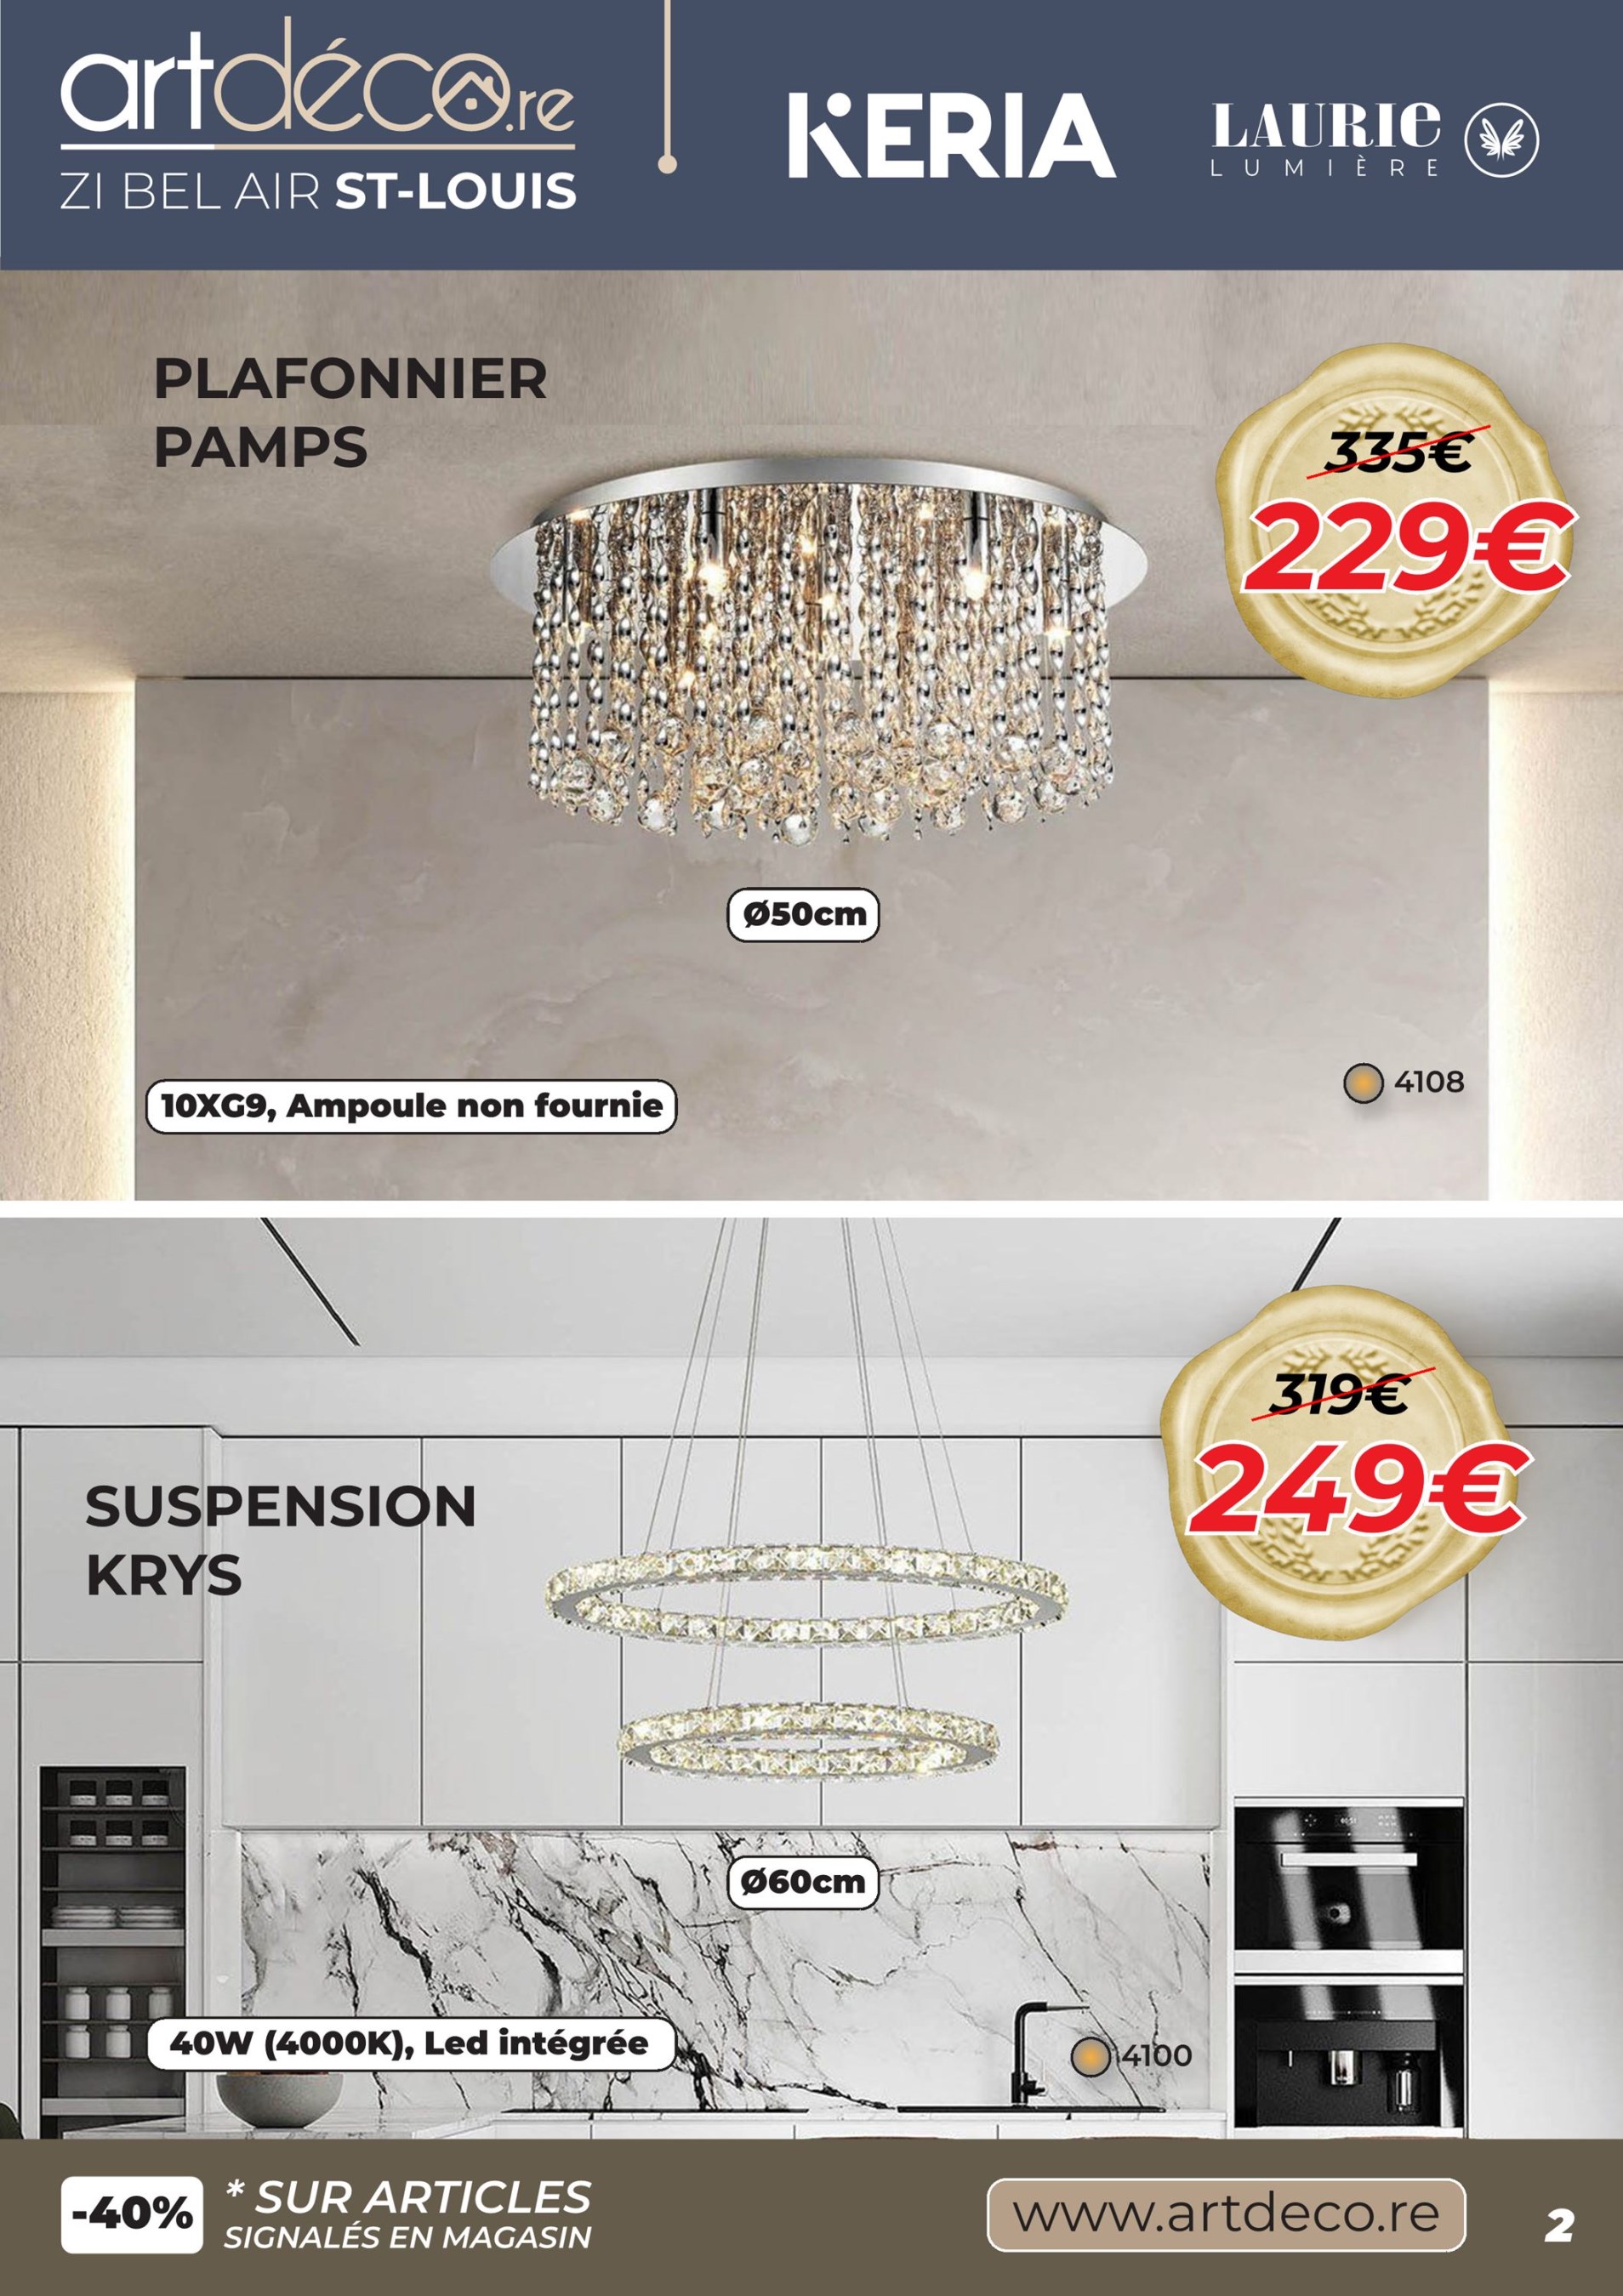 artdéco.re
ZI BEL AIR ST-LOUIS
KERIA
LAURIE
LUMIÈRE
PLAFONNIER
PAMPS
335€
229€
Ø50cm
10XG9, Ampoule non fournie
4108
SUSPENSION
KRYS
319€
249€
Ø60cm
40W (4000K), Led intégrée
4100
-40%
* SUR ARTICLES
SIGNALÉS EN MAGASIN
www.artdeco.re
2